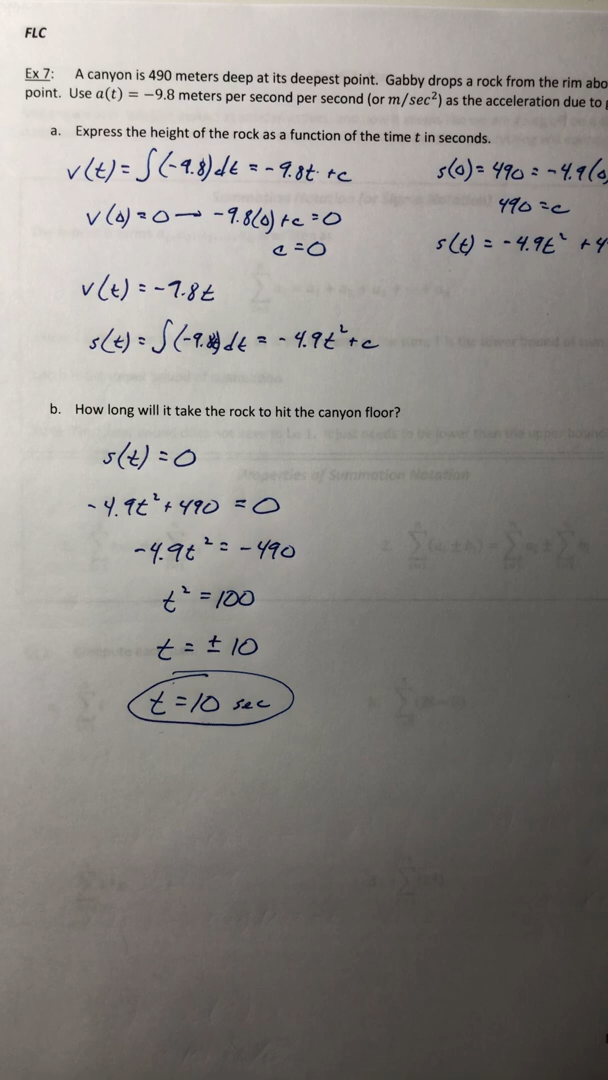 FLC
Ex 7: A canyon is 490 meters deep at its deepest point. Gabby drops a rock from the rim abo
point. Use a(t) = −9.8 meters per second per second (or m/sec²) as the acceleration due to
a. Express the height of the rock as a function of the time t in seconds.
v(t) = ∫(-9.8)dt = -9.8t + c
v(0) = 0 → -9.8(0) + c = 0
c = 0
v(t) = -9.8t
s(t) = ∫(-9.8t)dt = -4.9t² + c
s(0) = 490 = -4.9(0
490 = c
s(t) = -4.9t² + 4
b. How long will it take the rock to hit the canyon floor?
s(t) = 0
-4.9t² + 490 = 0
-4.9t² = -490
t² = 100
t = ± 10
t = 10 sec